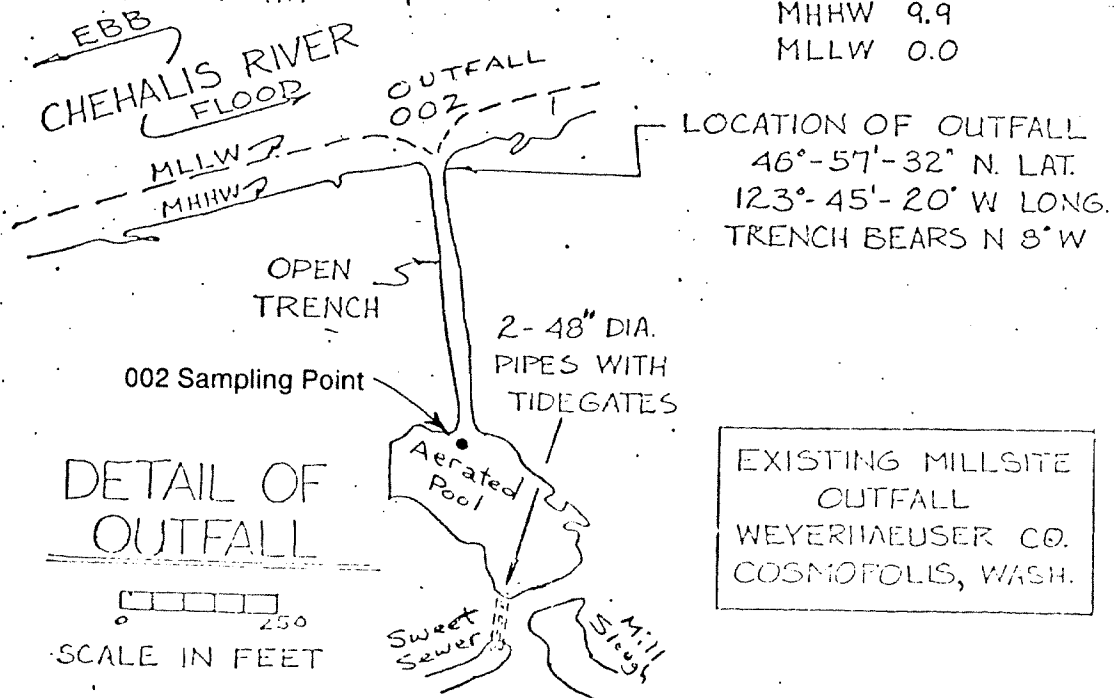 MHHW 9.9
MLLW 0.0
EBB
CHEHALIS RIVER
FLOOD
OUTFALL
002
MLLW
MHHW
LOCATION OF OUTFALL
46°-57'-32" N. LAT.
123°-45'-20" W LONG.
TRENCH BEARS N 8° W
OPEN
TRENCH
2-48" DIA.
PIPES WITH
TIDEGATES
002 Sampling Point
Aerated
Pool
DETAIL OF
OUTFALL
0 250
SCALE IN FEET
Sweet
Sewer
Mill
Slough
EXISTING MILLSITE
OUTFALL
WEYERHAEUSER CO.
COSMOPOLIS, WASH.